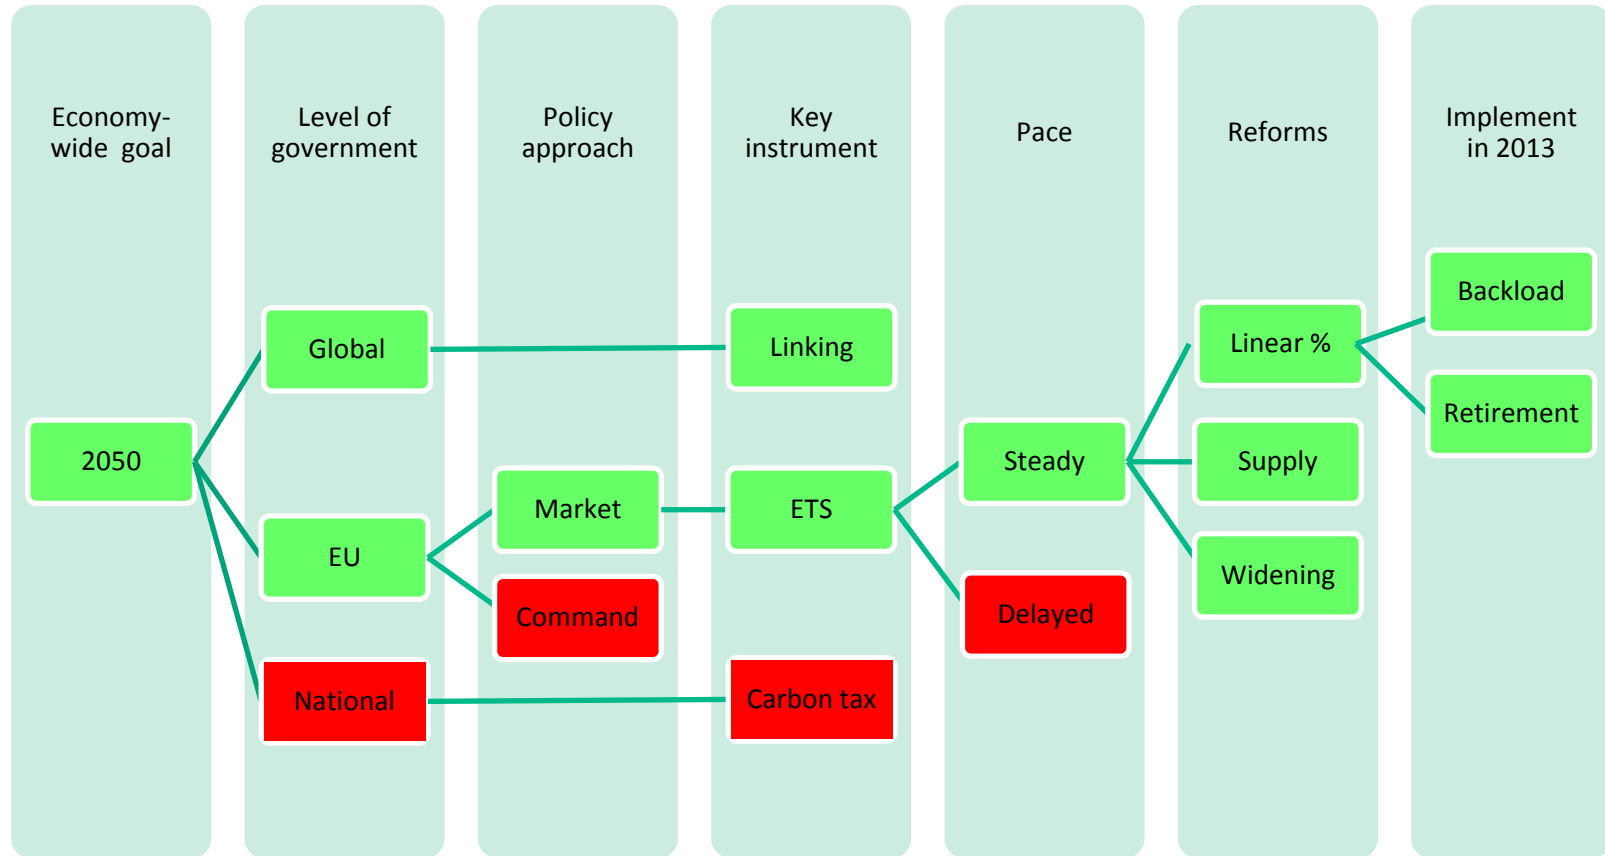 Economy-
wide goal
Level of
government
Policy
approach
Key
instrument
Pace
Reforms
Implement
in 2013
2050
Global
EU
National
Market
Command
Linking
ETS
Carbon tax
Steady
Delayed
Linear %
Supply
Widening
Backload
Retirement